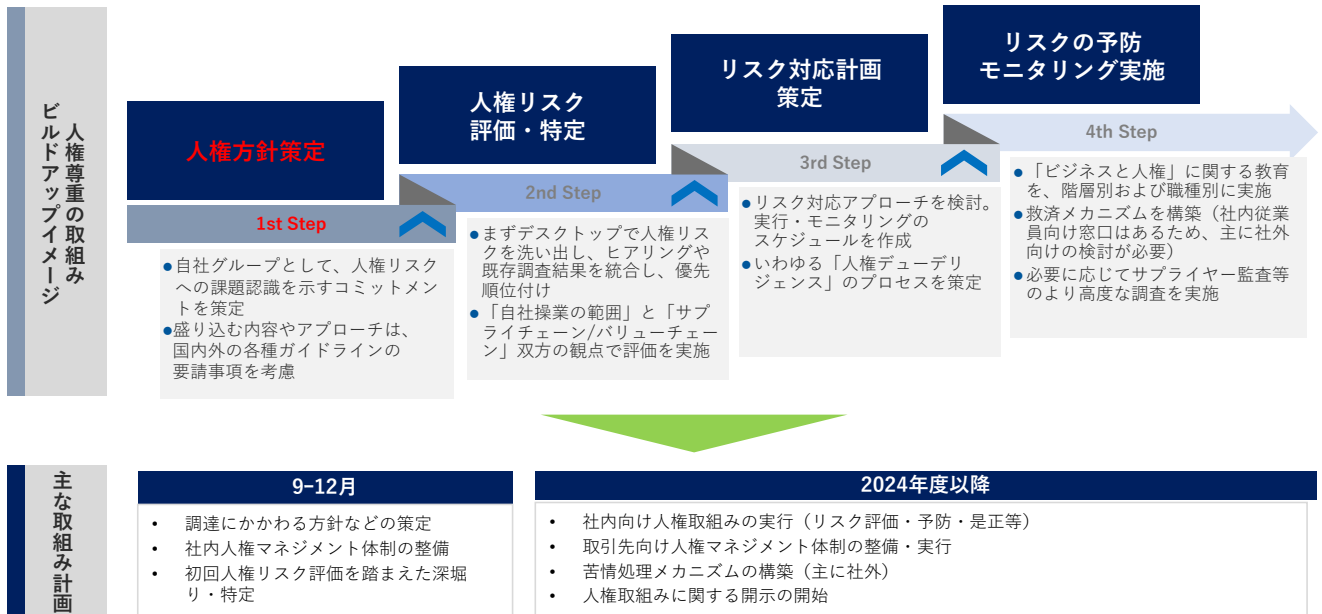 人権尊重の取組み
ビルドアップイメージ
人権方針策定
1st Step
●自社グループとして、人権リスク
への課題認識を示すコミットメン
トを策定
●盛り込む内容やアプローチは、
国内外の各種ガイドラインの
要請事項を考慮
人権リスク
評価・特定
2nd Step
●まずデスクトップで人権リス
クを洗い出し、ヒアリングや
既存調査結果を統合し、優先
順位付け
●「自社操業の範囲」と「サプ
ライチェーン/バリューチェー
ン」双方の観点で評価を実施
リスク対応計画
策定
3rd Step
●リスク対応アプローチを検討。
実行・モニタリングの
スケジュールを作成
●いわゆる「人権デューデリ
ジェンス」のプロセスを策定
リスクの予防
モニタリング実施
4th Step
●「ビジネスと人権」に関する教育
を、階層別および職種別に実施
●救済メカニズムを構築（社内従業
員向け窓口はあるため、主に社外
向けの検討が必要）
●必要に応じてサプライヤー監査等
のより高度な調査を実施
主な取組み計画
9-12月
• 調達にかかわる方針などの策定
• 社内人権マネジメント体制の整備
• 初回人権リスク評価を踏まえた深堀
り・特定
2024年度以降
• 社内向け人権取組みの実行（リスク評価・予防・是正等）
• 取引先向け人権マネジメント体制の整備・実行
• 苦情処理メカニズムの構築（主に社外）
• 人権取組みに関する開示の開始